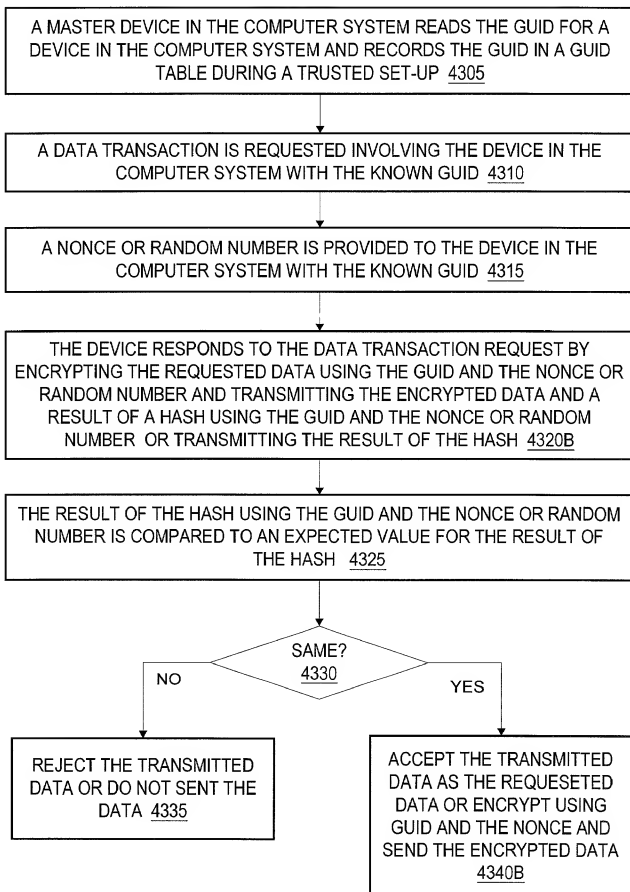 A MASTER DEVICE IN THE COMPUTER SYSTEM READS THE GUID FOR A
DEVICE IN THE COMPUTER SYSTEM AND RECORDS THE GUID IN A GUID
TABLE DURING A TRUSTED SET-UP 4305
A DATA TRANSACTION IS REQUESTED INVOLVING THE DEVICE IN THE
COMPUTER SYSTEM WITH THE KNOWN GUID 4310
A NONCE OR RANDOM NUMBER IS PROVIDED TO THE DEVICE IN THE
COMPUTER SYSTEM WITH THE KNOWN GUID 4315
THE DEVICE RESPONDS TO THE DATA TRANSACTION REQUEST BY
ENCRYPTING THE REQUESTED DATA USING THE GUID AND THE NONCE OR
RANDOM NUMBER AND TRANSMITTING THE ENCRYPTED DATA AND A
RESULT OF A HASH USING THE GUID AND THE NONCE OR RANDOM
NUMBER OR TRANSMITTING THE RESULT OF THE HASH 4320B
THE RESULT OF THE HASH USING THE GUID AND THE NONCE OR RANDOM
NUMBER IS COMPARED TO AN EXPECTED VALUE FOR THE RESULT OF
THE HASH 4325
SAME?
4330
NO
YES
REJECT THE TRANSMITTED
DATA OR DO NOT SENT THE
DATA 4335
ACCEPT THE TRANSMITTED
DATA AS THE REQUESETED
DATA OR ENCRYPT USING
GUID AND THE NONCE AND
SEND THE ENCRYPTED DATA
4340B